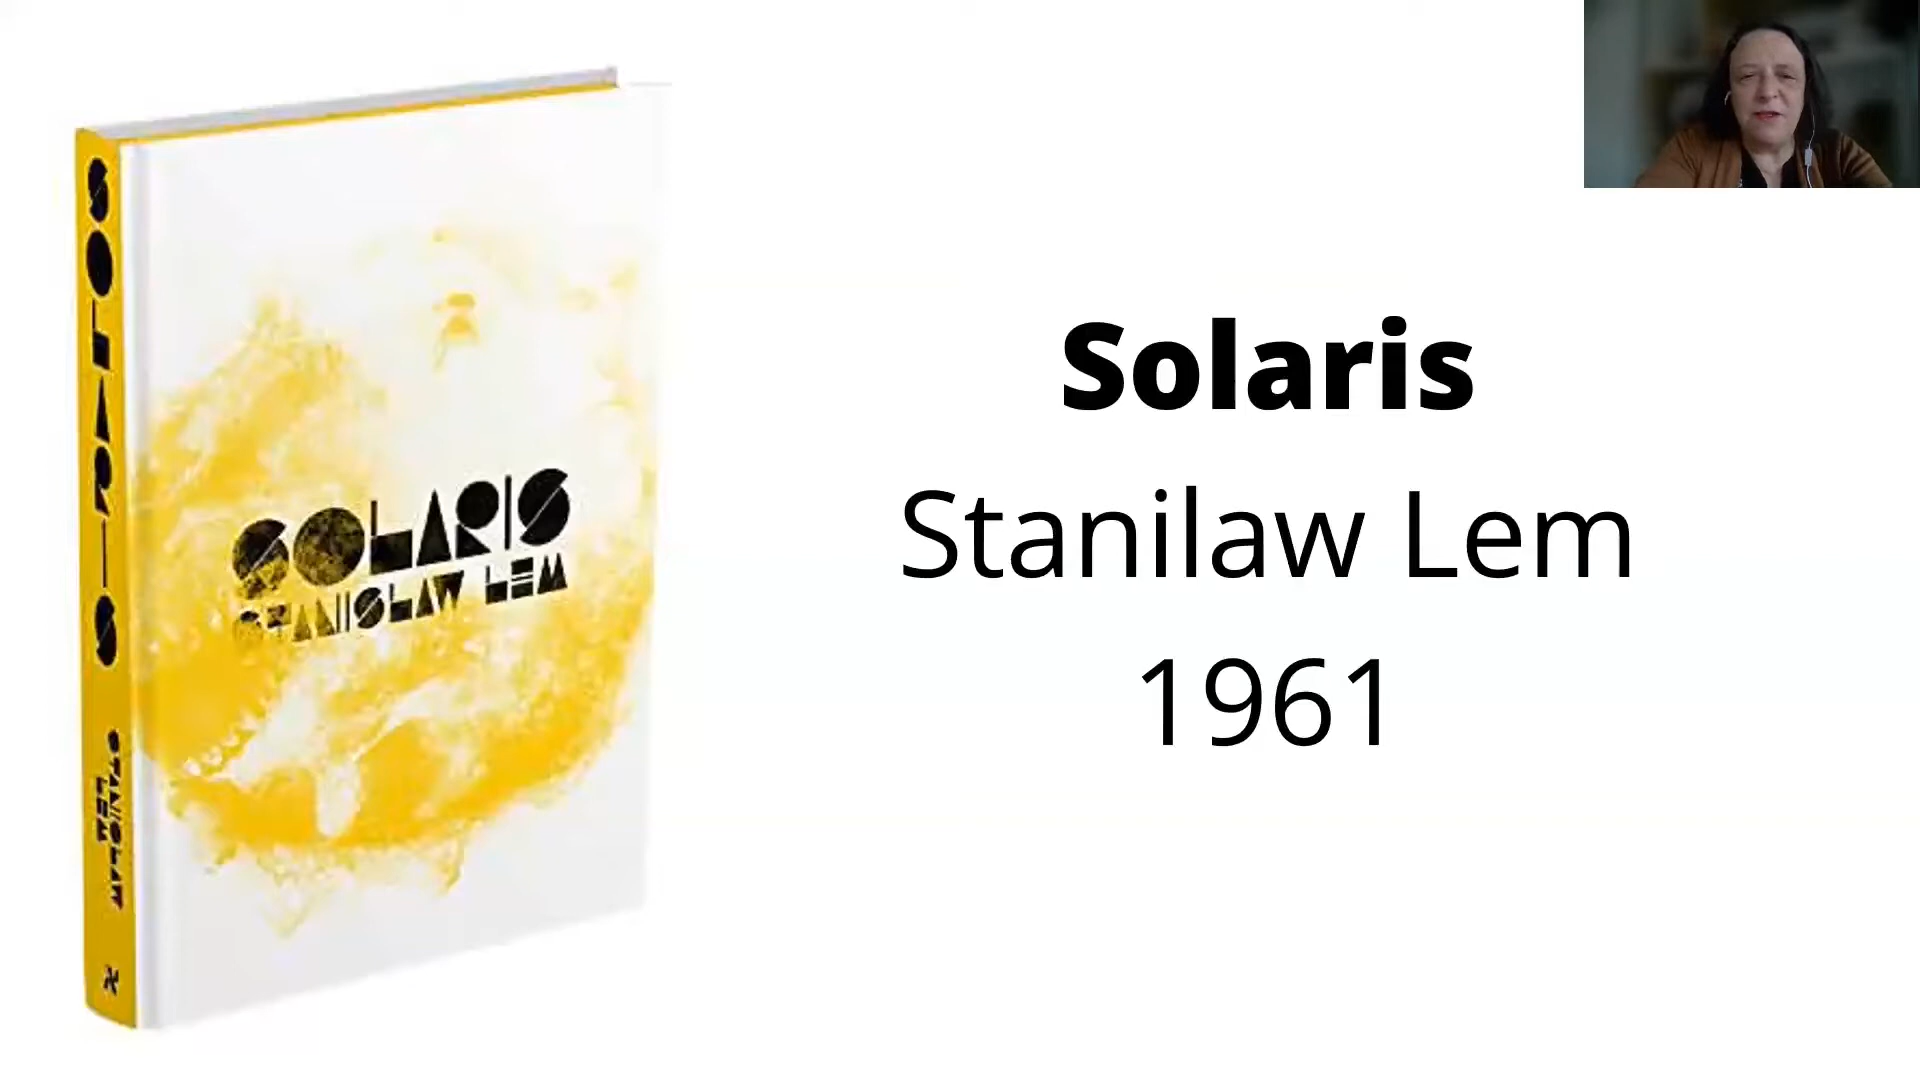 SOLARIS
STANISLAW
LEM
SOLARIS
STANISLAW LEM
Solaris
Stanilaw Lem
1961